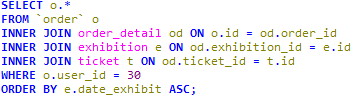 SELECT o.*
FROM `order` o
INNER JOIN order_detail od ON o.id = od.order_id
INNER JOIN exhibition e ON od.exhibition_id = e.id
INNER JOIN ticket t ON od.ticket_id = t.id
WHERE o.user_id = 30
ORDER BY e.date_exhibit ASC;